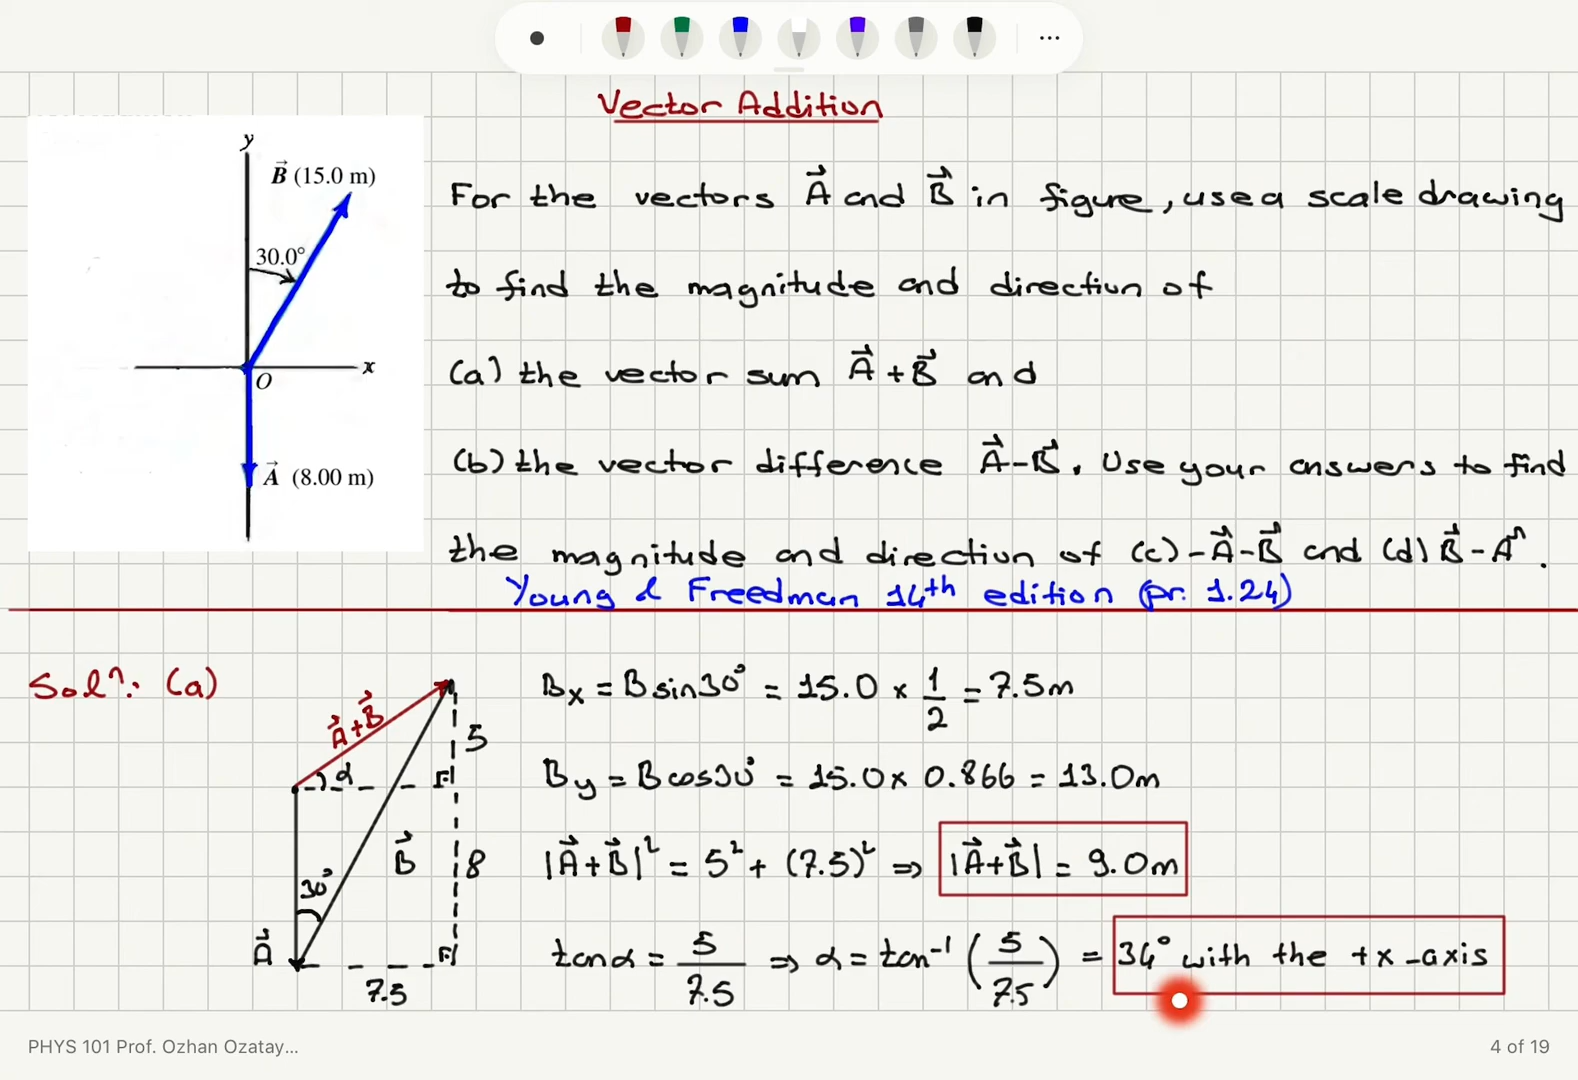 Vector Addition
y
B⃗ (15.0 m)
30.0°
x
O
A⃗ (8.00 m)
For the vectors A⃗ and B⃗ in figure, use a scale drawing
to find the magnitude and direction of
(a) the vector sum A⃗ + B⃗ and
(b) the vector difference A⃗ - B⃗. Use your answers to find
the magnitude and direction of (c) -A⃗ - B⃗ and (d) B⃗ - A⃗.
Young & Freedman 14th edition (pr. 1.24)
Sol?: (a)
A⃗+B⃗
α
5
30°
B⃗
8
A⃗
7.5
Bx = B sin30° = 15.0 × 1/2 = 7.5m
By = B cos30° = 15.0 × 0.866 = 13.0m
|A⃗+B⃗|² = 5² + (7.5)² ⇒ |A⃗+B⃗| = 9.0m
tanα = 5/7.5 ⇒ α = tan⁻¹ (5/7.5) = 34° with the +x-axis
PHYS 101 Prof. Ozhan Ozatay...
4 of 19